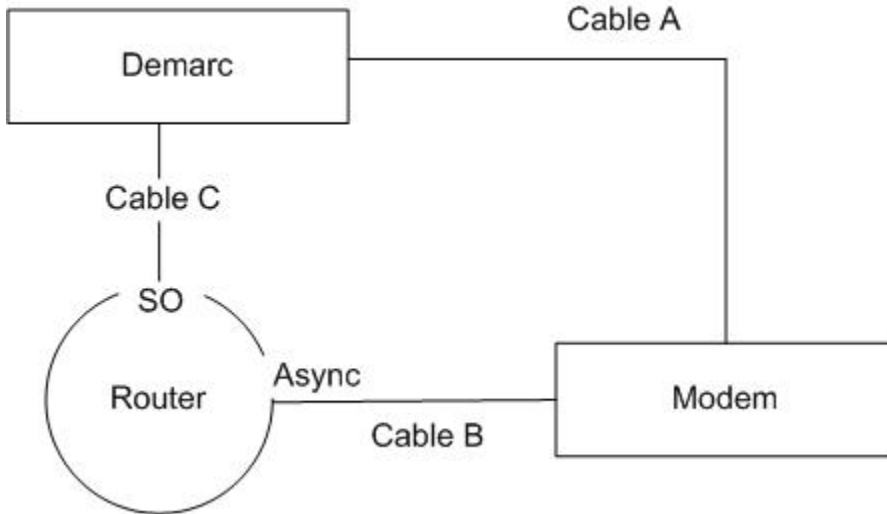 Cable A
Demarc
Cable C
SO
Async
Router
Modem
Cable B